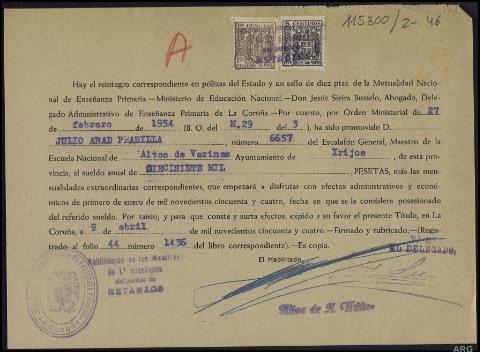 115300/2-46
A
Hay el reintegro correspondiente en pólizas del Estado y un sello de diez ptas. de la Mutualidad Nacio-
nal de Enseñanza Primaria.—Ministerio de Educación Nacional.—Don Jesús Sieira Bustelo, Abogado, Dele-
gado Administrativo de Enseñanza Primaria de La Coruña.—Por cuanto, por Orden Ministerial de 27
de febrero de 1954 (B. O. del N.29 del 3 ), ha sido promovido D.
JULIO ABAD PRADILLA , número 6657 del Escalafón General, Maestro de la
Escuela Nacional de Altos de Verines Ayuntamiento de Irijoa , de esta pro-
vincia, al sueldo anual de DIECISIETE MIL PESETAS, más las men-
sualidades extraordinarias correspondientes, que empezará a disfrutar con efectos administrativos y econó-
micos de primero de enero de mil novecientos cincuenta y cuatro, fecha en que se le considera posesionado
del referido sueldo. Por tanto; y para que conste y surta efectos, expido su favor el presente Título, en La
Coruña, a 9 de abril de mil novecientos cincuenta y cuatro.—Firmado y rubricado.—(Regis-
trado al folio 44 número 1436 del libro correspondiente).—Es copia.
EL DELEGADO,
El Habilitado,
Habilitación de los Maestros
de 1.ª enseñanza
del partido de
BETANZOS
ARG